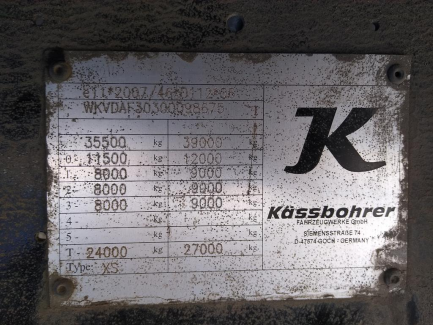 e11*2007/46*0112*06
WKVDAF30300098675
35500 kg 39000 kg
0- 11500 kg 12000 kg
1- 8000 kg 9000 kg
2- 8000 kg 9000 kg
3- 8000 kg 9000 kg
4- kg kg
5- kg kg
T- 24000 kg 27000 kg
Type: XS
K
Kässbohrer
FAHRZEUGWERKE GmbH
SIEMENSSTRAßE 74
D-47574 GOCH / GERMANY